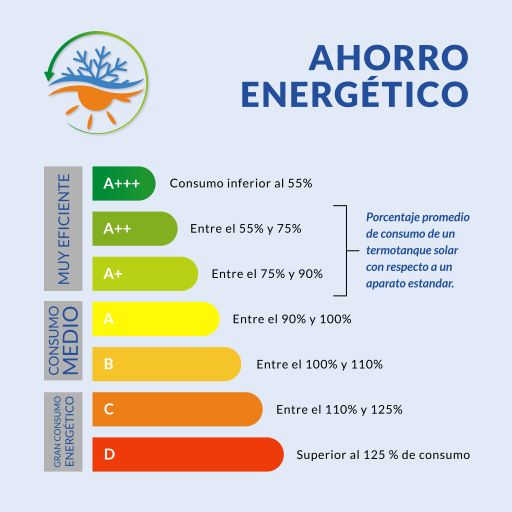 AHORRO
ENERGÉTICO
MUY EFICIENTE
A+++
Consumo inferior al 55%
A++
Entre el 55% y 75%
A+
Entre el 75% y 90%
Porcentaje promedio
de consumo de un
termotanque solar
con respecto a un
aparato estandar.
CONSUMO
MEDIO
A
Entre el 90% y 100%
B
Entre el 100% y 110%
GRAN CONSUMO
ENERGÉTICO
C
Entre el 110% y 125%
D
Superior al 125 % de consumo